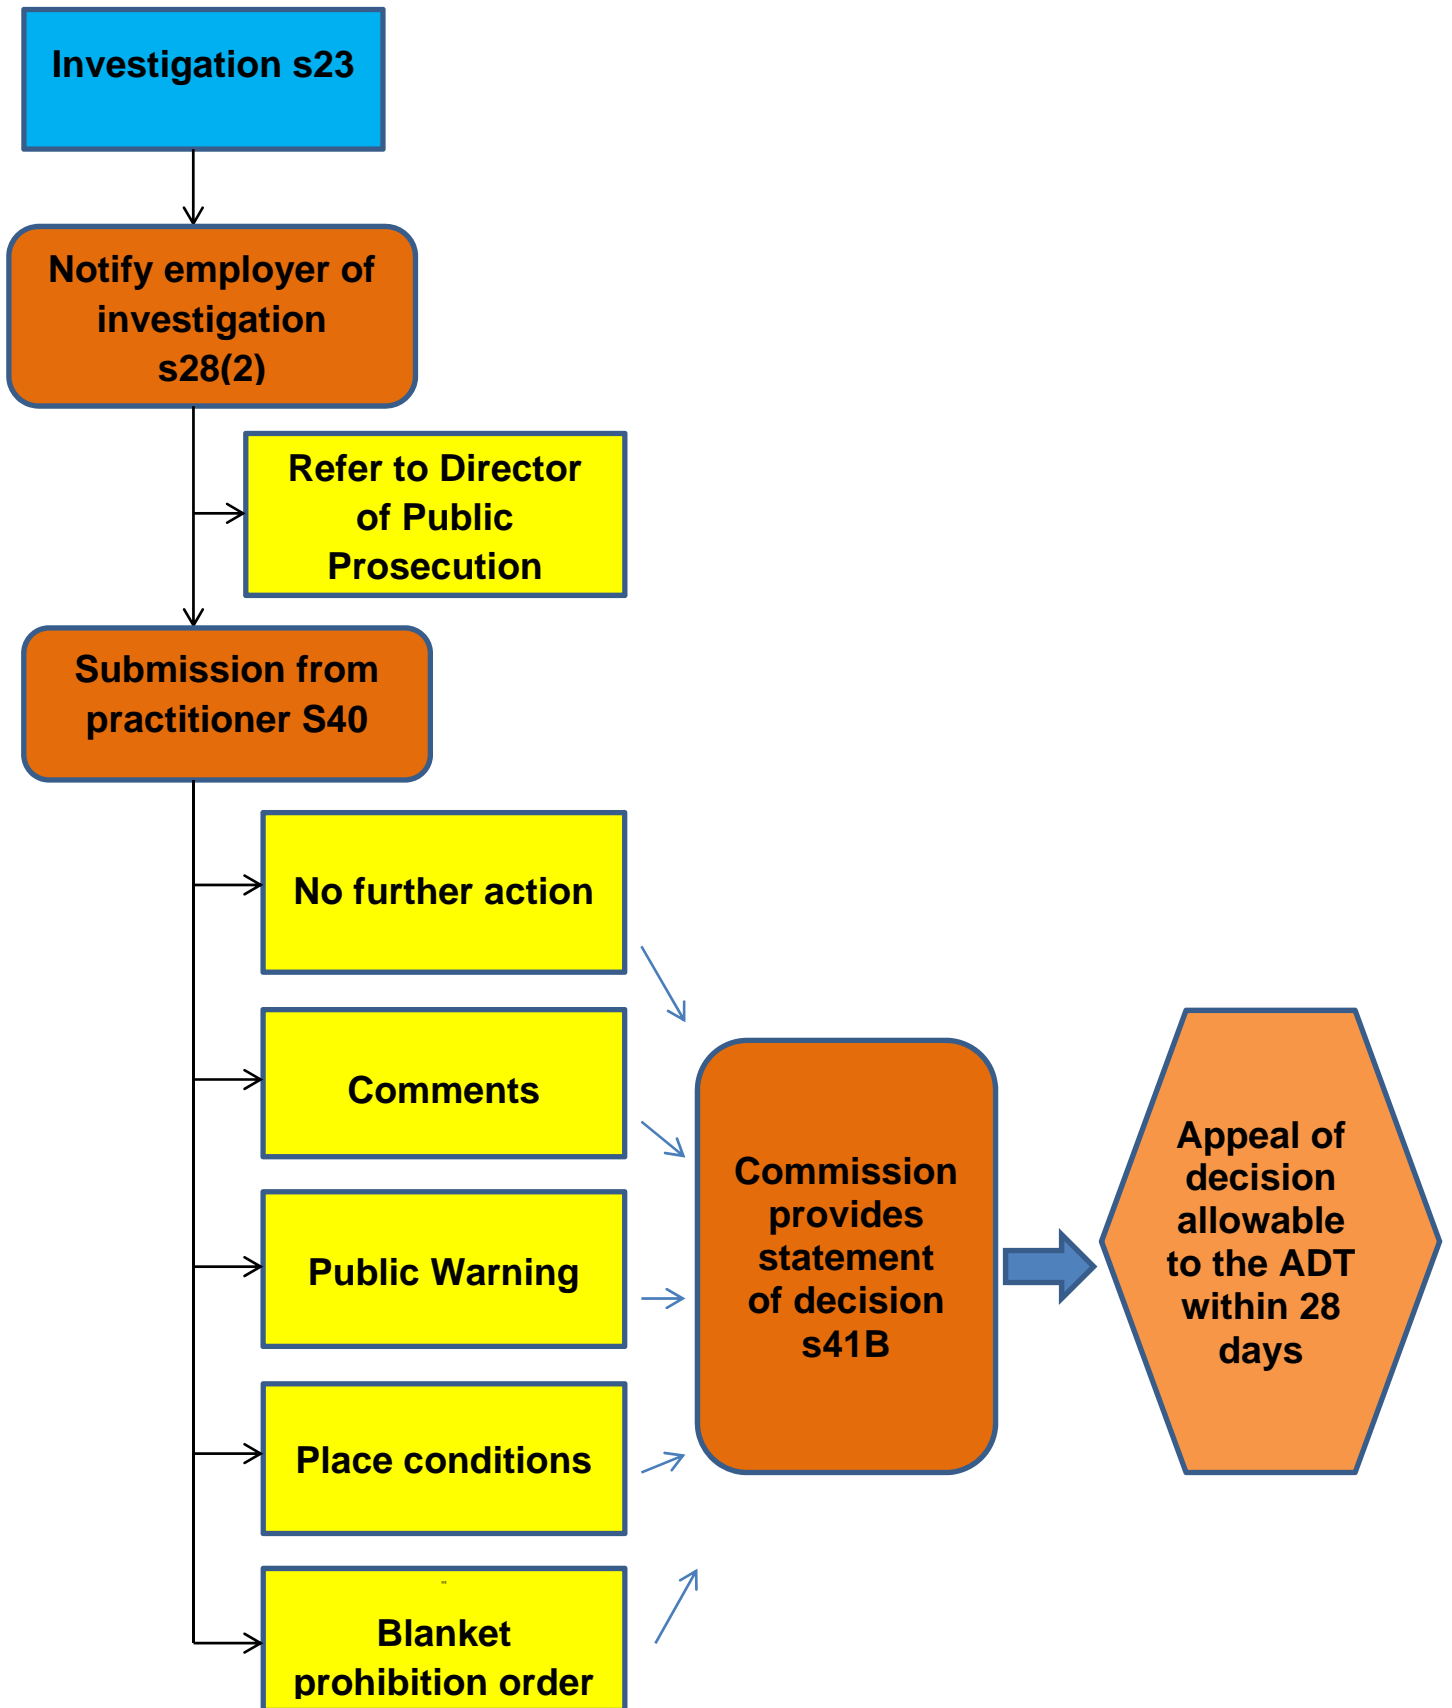 Investigation s23
Notify employer of
investigation
s28(2)
Refer to Director
of Public
Prosecution
Submission from
practitioner S40
No further action
Comments
Public Warning
Place conditions
Blanket
prohibition order
Commission
provides
statement
of decision
s41B
Appeal of
decision
allowable
to the ADT
within 28
days